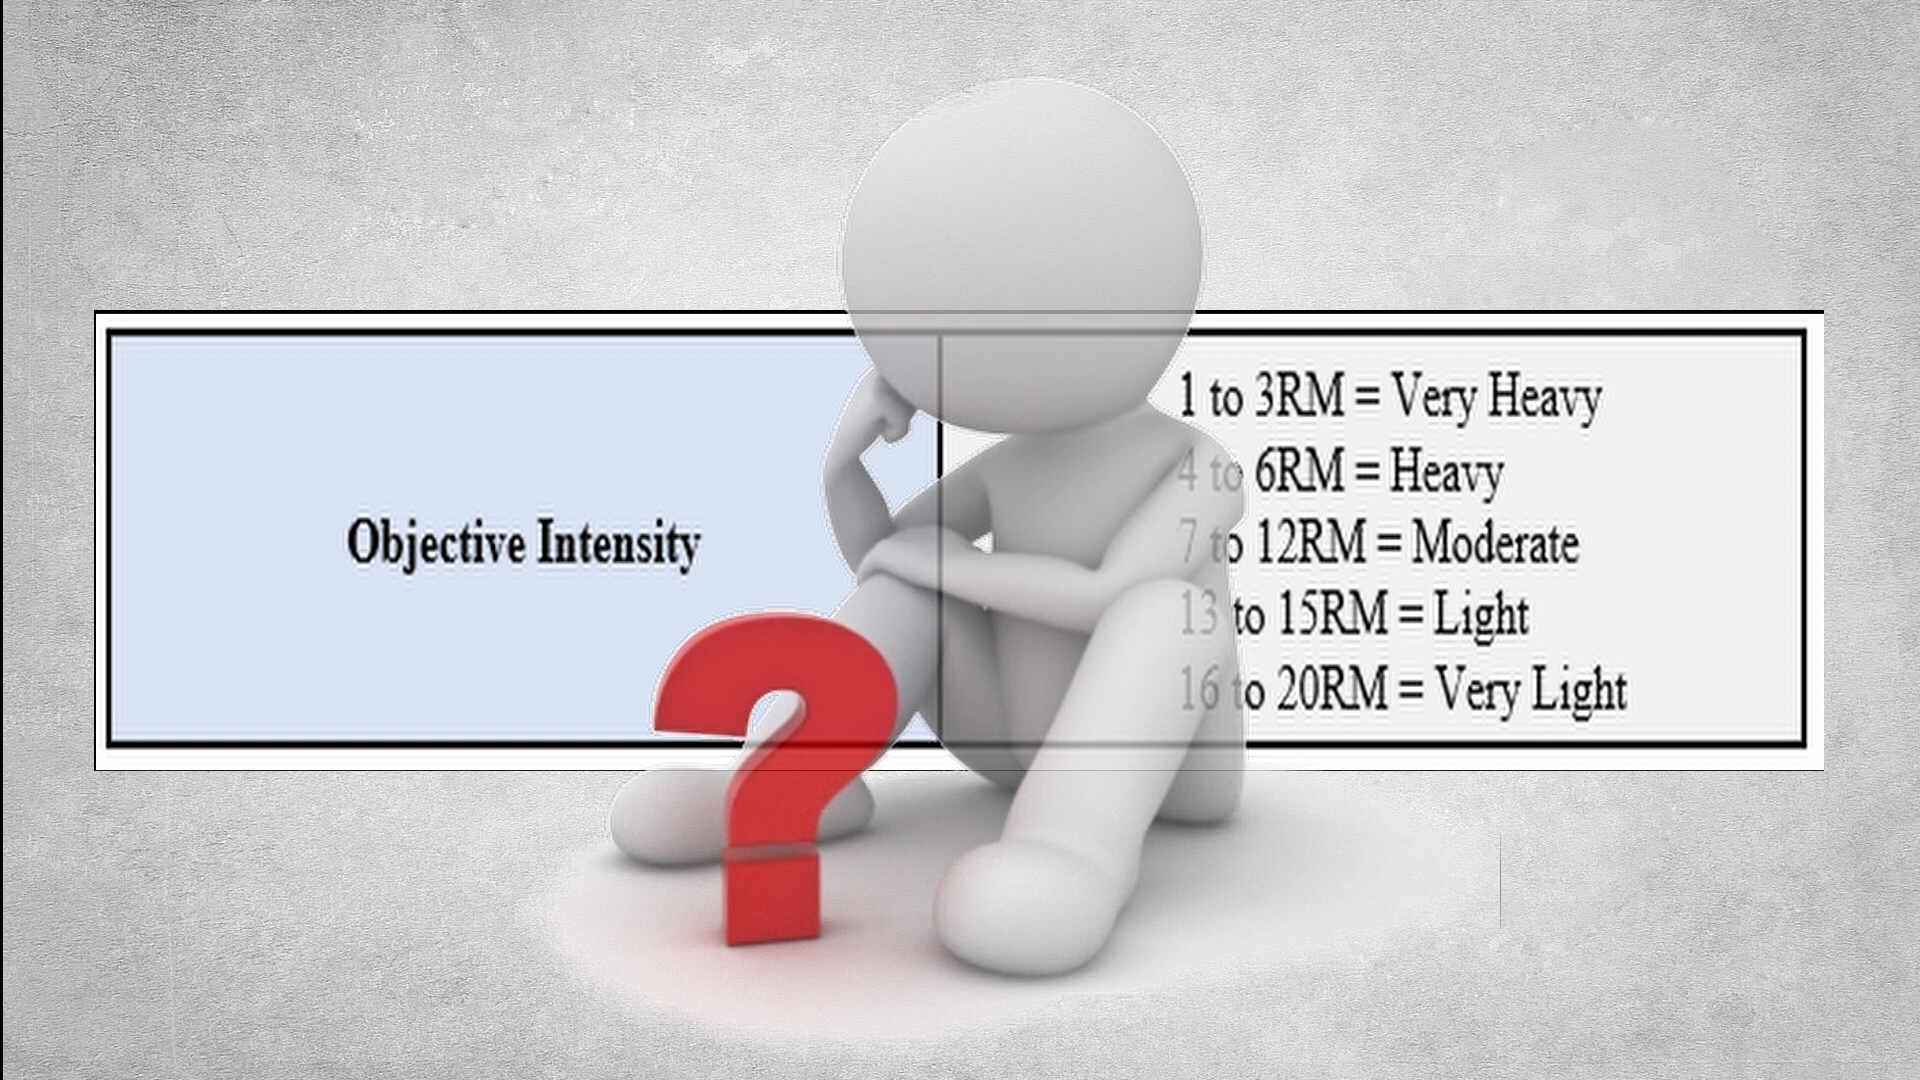 Objective Intensity
1 to 3RM = Very Heavy
4 to 6RM = Heavy
7 to 12RM = Moderate
13 to 15RM = Light
16 to 20RM = Very Light
?